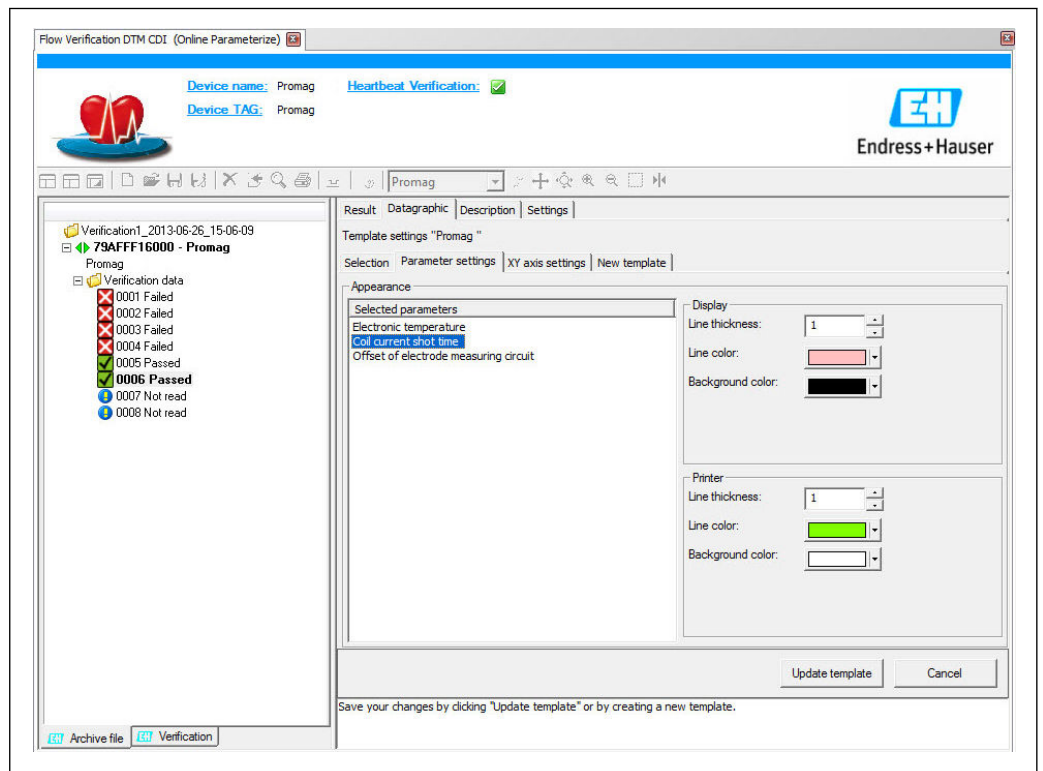 Flow Verification DTM CDI (Online Parameterize)
Device name: Promag Heartbeat Verification:
Device TAG: Promag
EH
Endress+Hauser
Promag
Verification1_2013-06-26_15-06-09
79AFFF16000 - Promag
Promag
Verification data
0001 Failed
0002 Failed
0003 Failed
0004 Failed
0005 Passed
0006 Passed
0007 Not read
0008 Not read
Result Datagraphic Description Settings
Template settings "Promag "
Selection Parameter settings XY axis settings New template
Appearance
Selected parameters
Electronic temperature
Coil current shot time
Offset of electrode measuring circuit
Display
Line thickness: 1
Line color:
Background color:
Printer
Line thickness: 1
Line color:
Background color:
Update template Cancel
Save your changes by clicking "Update template" or by creating a new template.
EH Archive file EH Verification